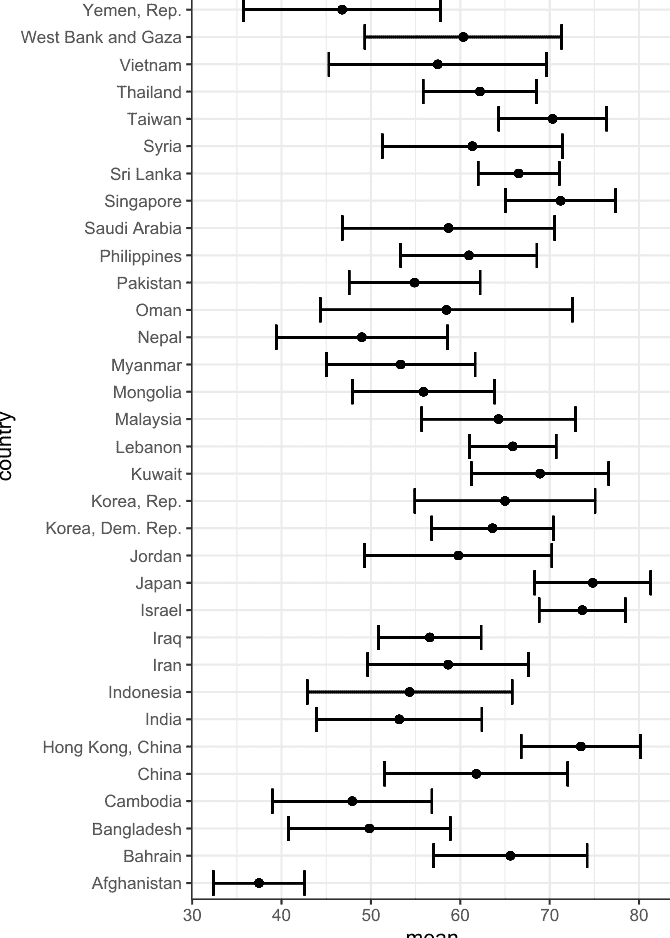 Yemen, Rep.
West Bank and Gaza
Vietnam
Thailand
Taiwan
Syria
Sri Lanka
Singapore
Saudi Arabia
Philippines
Pakistan
Oman
Nepal
Myanmar
Mongolia
Malaysia
Lebanon
Kuwait
Korea, Rep.
Korea, Dem. Rep.
Jordan
Japan
Israel
Iraq
Iran
Indonesia
India
Hong Kong, China
China
Cambodia
Bangladesh
Bahrain
Afghanistan
country
30 40 50 60 70 80
mean